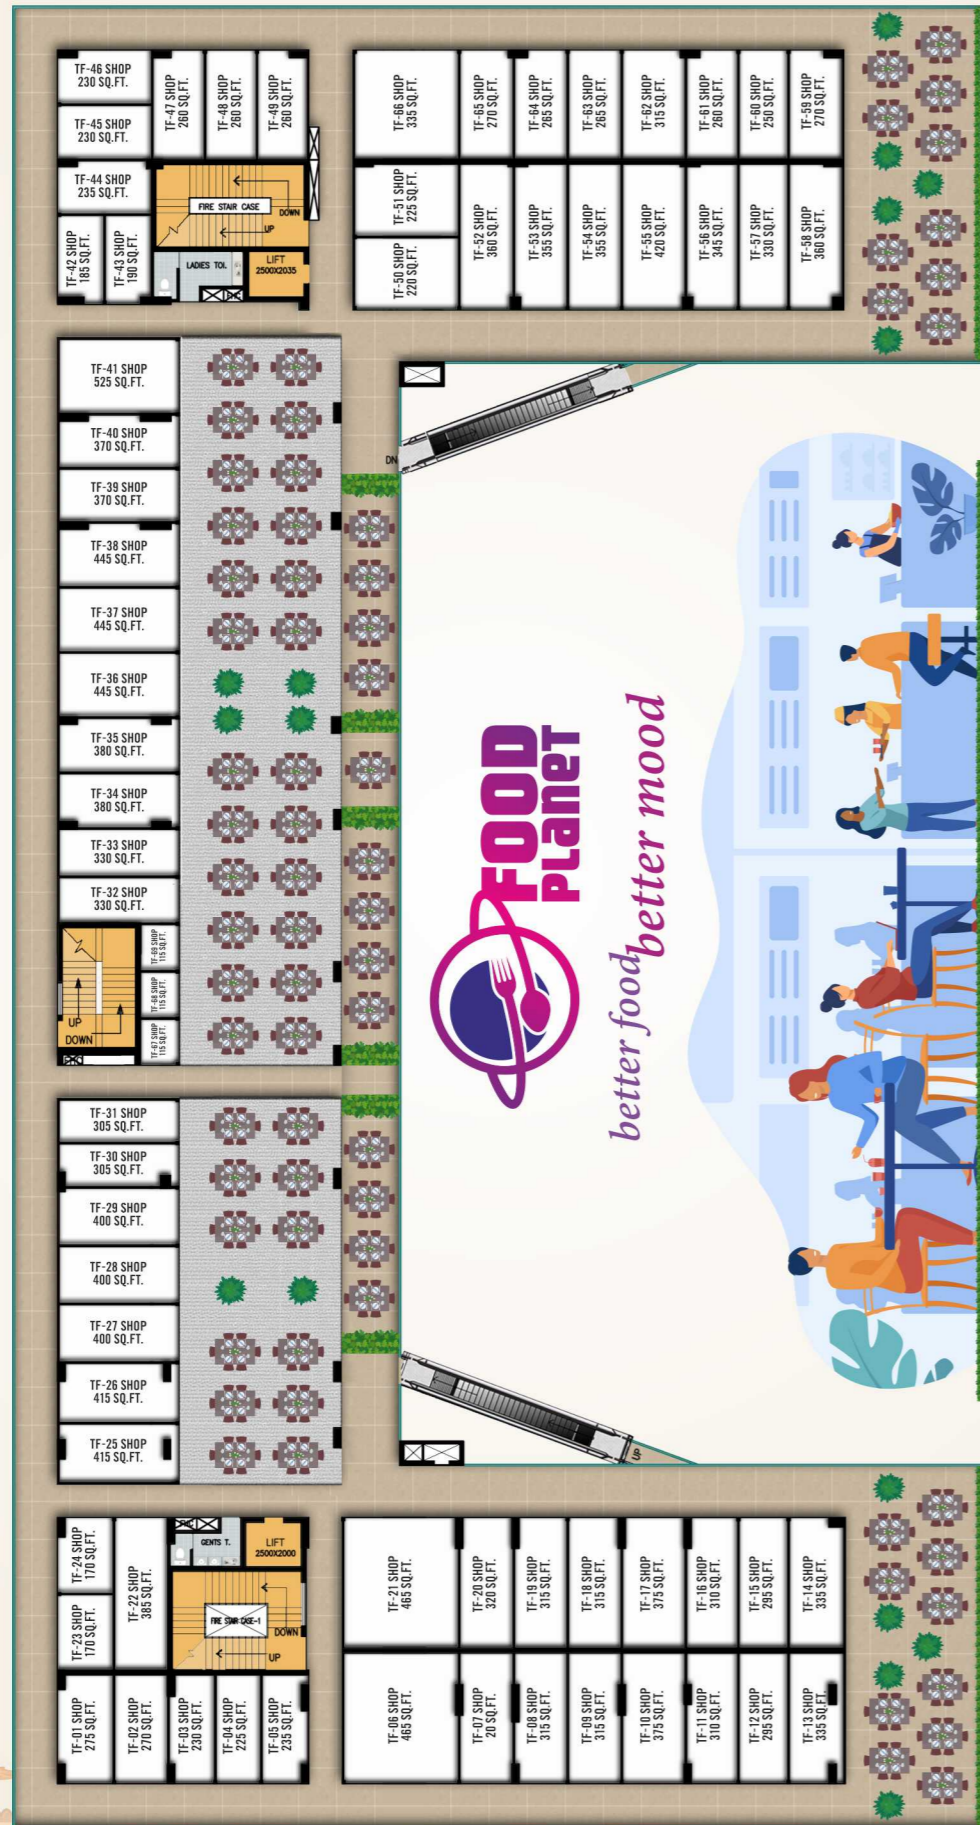 TF-46 SHOP
230 SQ.FT.
TF-45 SHOP
230 SQ.FT.
TF-44 SHOP
235 SQ.FT.
TF-42 SHOP
185 SQ.FT.
TF-43 SHOP
190 SQ.FT.
TF-47 SHOP
260 SQ.FT.
TF-48 SHOP
260 SQ.FT.
TF-49 SHOP
260 SQ.FT.
FIRE STAIR CASE
DOWN
UP
LADIES TOI.
LIFT
2500X2035
TF-66 SHOP
335 SQ.FT.
TF-65 SHOP
270 SQ.FT.
TF-64 SHOP
265 SQ.FT.
TF-63 SHOP
265 SQ.FT.
TF-62 SHOP
315 SQ.FT.
TF-61 SHOP
260 SQ.FT.
TF-60 SHOP
250 SQ.FT.
TF-59 SHOP
270 SQ.FT.
TF-51 SHOP
225 SQ.FT.
TF-50 SHOP
220 SQ.FT.
TF-52 SHOP
360 SQ.FT.
TF-53 SHOP
355 SQ.FT.
TF-54 SHOP
355 SQ.FT.
TF-55 SHOP
420 SQ.FT.
TF-56 SHOP
345 SQ.FT.
TF-57 SHOP
330 SQ.FT.
TF-58 SHOP
360 SQ.FT.
TF-41 SHOP
525 SQ.FT.
TF-40 SHOP
370 SQ.FT.
TF-39 SHOP
370 SQ.FT.
TF-38 SHOP
445 SQ.FT.
TF-37 SHOP
445 SQ.FT.
TF-36 SHOP
445 SQ.FT.
TF-35 SHOP
380 SQ.FT.
TF-34 SHOP
380 SQ.FT.
TF-33 SHOP
330 SQ.FT.
TF-32 SHOP
330 SQ.FT.
TF-69 SHOP
115 SQ.FT.
TF-68 SHOP
115 SQ.FT.
TF-67 SHOP
115 SQ.FT.
UP
DOWN
DN
FOOD
PLanet
better food better mood
TF-31 SHOP
305 SQ.FT.
TF-30 SHOP
305 SQ.FT.
TF-29 SHOP
400 SQ.FT.
TF-28 SHOP
400 SQ.FT.
TF-27 SHOP
400 SQ.FT.
TF-26 SHOP
415 SQ.FT.
TF-25 SHOP
415 SQ.FT.
UP
TF-24 SHOP
170 SQ.FT.
TF-23 SHOP
170 SQ.FT.
TF-22 SHOP
385 SQ.FT.
GENTS T.
LIFT
2500X2000
FIRE STAIR CASE-1
DOWN
UP
TF-01 SHOP
275 SQ.FT.
TF-02 SHOP
270 SQ.FT.
TF-03 SHOP
230 SQ.FT.
TF-04 SHOP
225 SQ.FT.
TF-05 SHOP
235 SQ.FT.
TF-21 SHOP
465 SQ.FT.
TF-20 SHOP
320 SQ.FT.
TF-19 SHOP
315 SQ.FT.
TF-18 SHOP
315 SQ.FT.
TF-17 SHOP
375 SQ.FT.
TF-16 SHOP
310 SQ.FT.
TF-15 SHOP
295 SQ.FT.
TF-14 SHOP
335 SQ.FT.
TF-06 SHOP
465 SQ.FT.
TF-07 SHOP
20 SQ.FT.
TF-08 SHOP
315 SQ.FT.
TF-09 SHOP
315 SQ.FT.
TF-10 SHOP
375 SQ.FT.
TF-11 SHOP
310 SQ.FT.
TF-12 SHOP
295 SQ.FT.
TF-13 SHOP
335 SQ.FT.